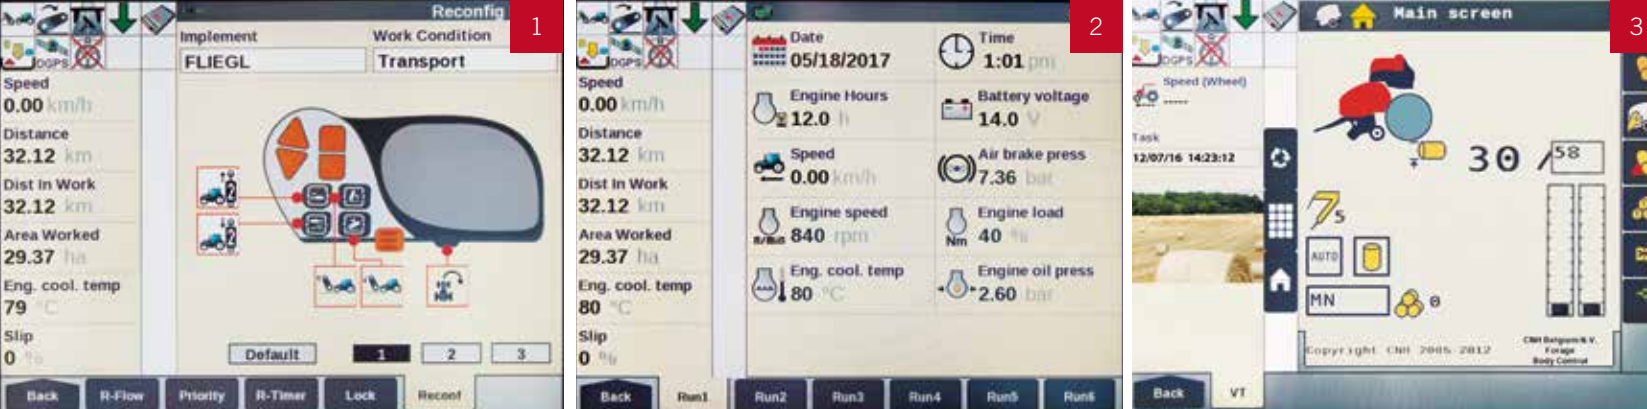 1
Reconfig
DGPS
Implement
Work Condition
FLIEGL
Transport
Speed
0.00 km/h
Distance
32.12 km
Dist In Work
32.12 km
Area Worked
29.37 ha
Eng. cool. temp
79 °C
Slip
0 %
Default
1
2
3
Back
R-Flow
Priority
R-Timer
Lock
Reconf
2
DGPS
Speed
0.00 km/h
Distance
32.12 km
Dist In Work
32.12 km
Area Worked
29.37 ha
Eng. cool. temp
80 °C
Slip
0 %
Date
05/18/2017
Time
1:01 pm
Engine Hours
12.0 h
Battery voltage
14.0 V
Speed
0.00 km/h
Air brake press
7.36 bar
Engine speed
840 rpm
Engine load
Nm
40 %
Eng. cool. temp
80 °C
Engine oil press
2.60 bar
Back
Run1
Run2
Run3
Run4
Run5
Run6
3
Main screen
DGPS
Speed (Wheel)
-----
Task
12/07/16 14:23:12
30 /58
5
AUTO
MN
0
Copyright CNH 2005-2012
CNH Belgium N.V.
Forage
Body Control
Back
VT